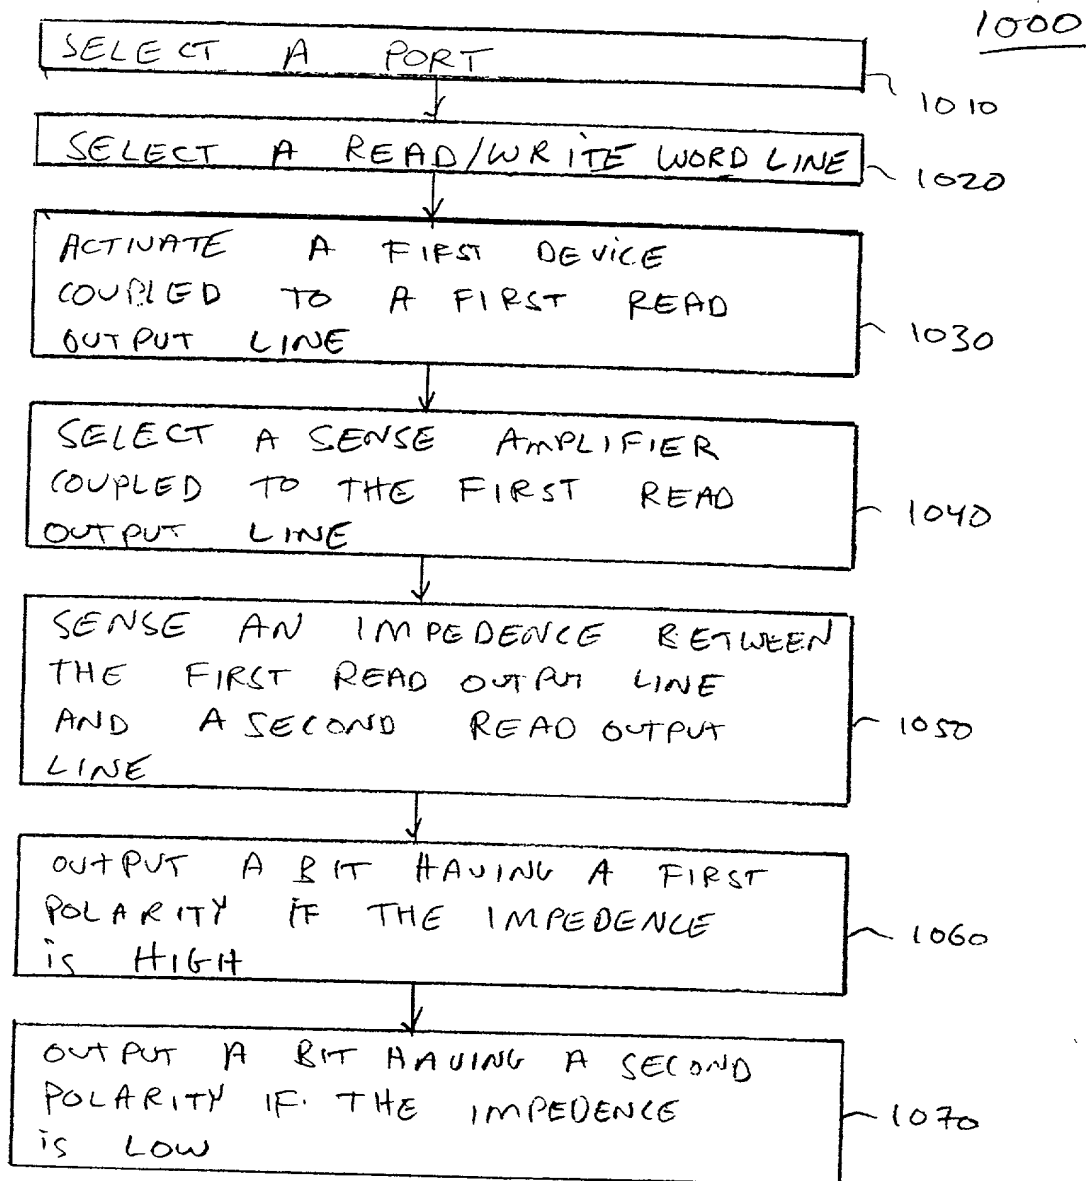 1000
SELECT A PORT
1010
SELECT A READ/WRITE WORD LINE
1020
ACTIVATE A FIRST DEVICE
COUPLED TO A FIRST READ
OUTPUT LINE
1030
SELECT A SENSE AMPLIFIER
COUPLED TO THE FIRST READ
OUTPUT LINE
1040
SENSE AN IMPEDENCE BETWEEN
THE FIRST READ OUTPUT LINE
AND A SECOND READ OUTPUT
LINE
1050
OUTPUT A BIT HAVING A FIRST
POLARITY IF THE IMPEDENCE
is HIGH
1060
OUTPUT A BIT HAVING A SECOND
POLARITY IF. THE IMPEDENCE
is LOW
1070